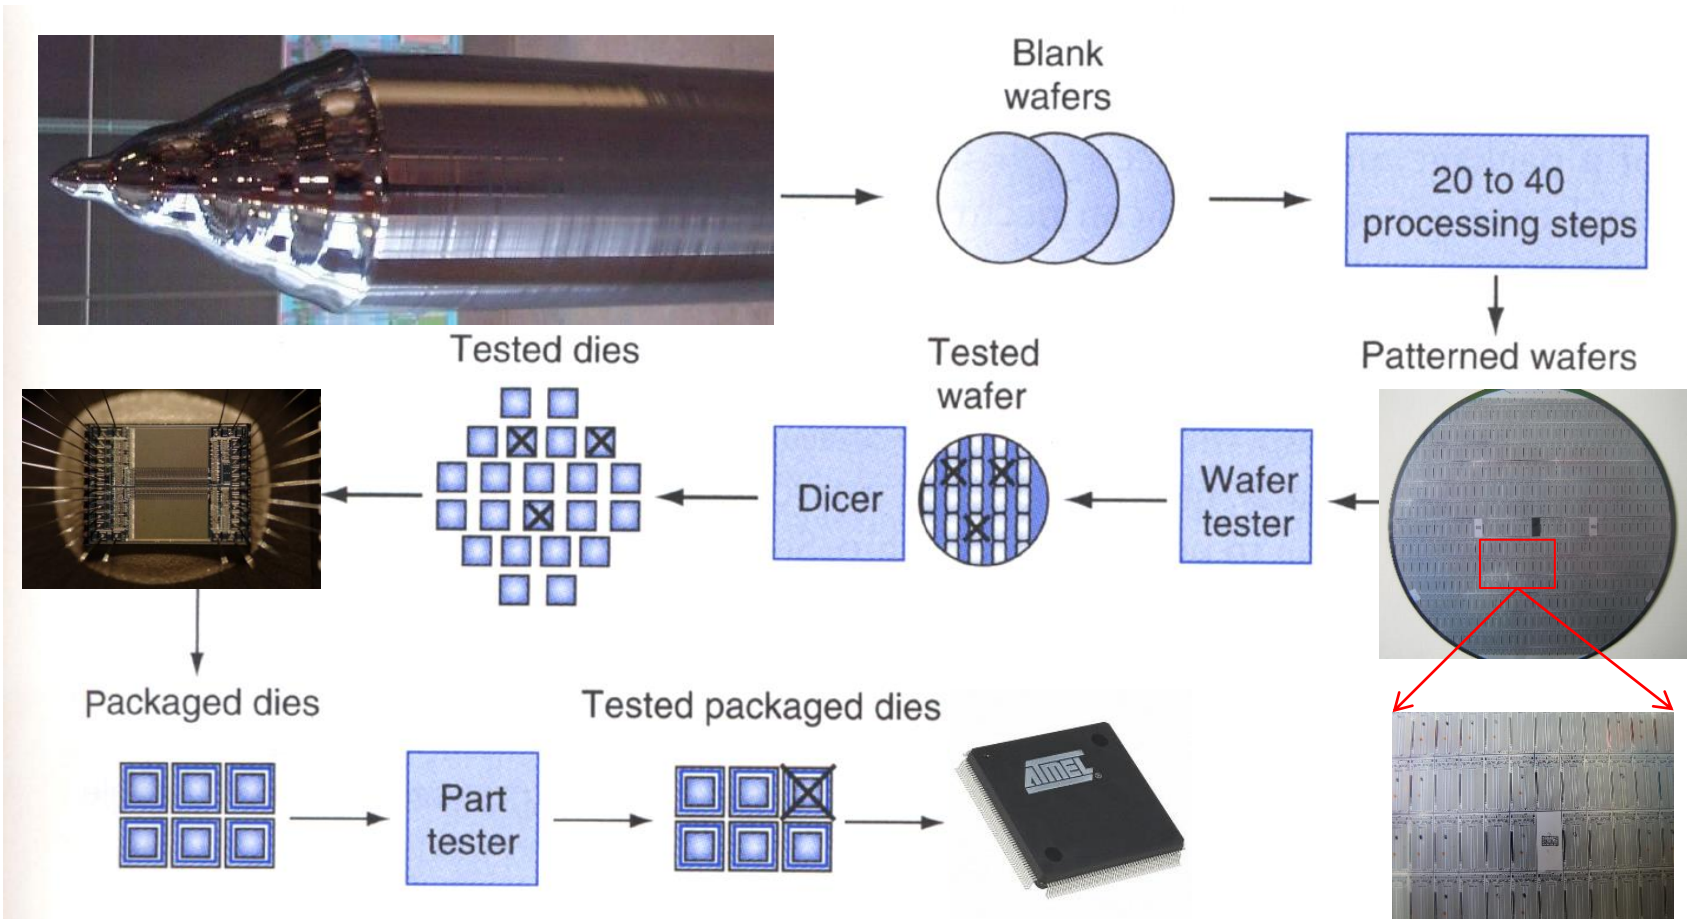 Blank
wafers
20 to 40
processing steps
Patterned wafers
Tested dies
Tested
wafer
Dicer
Wafer
tester
Packaged dies
Tested packaged dies
Part
tester
ATMEL